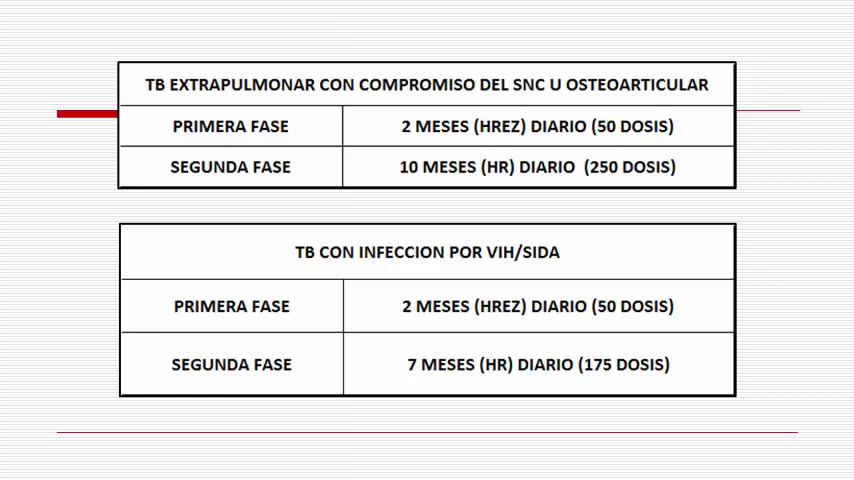 TB EXTRAPULMONAR CON COMPROMISO DEL SNC U OSTEOARTICULAR
PRIMERA FASE 2 MESES (HREZ) DIARIO (50 DOSIS)
SEGUNDA FASE 10 MESES (HR) DIARIO (250 DOSIS)
TB CON INFECCION POR VIH/SIDA
PRIMERA FASE 2 MESES (HREZ) DIARIO (50 DOSIS)
SEGUNDA FASE 7 MESES (HR) DIARIO (175 DOSIS)